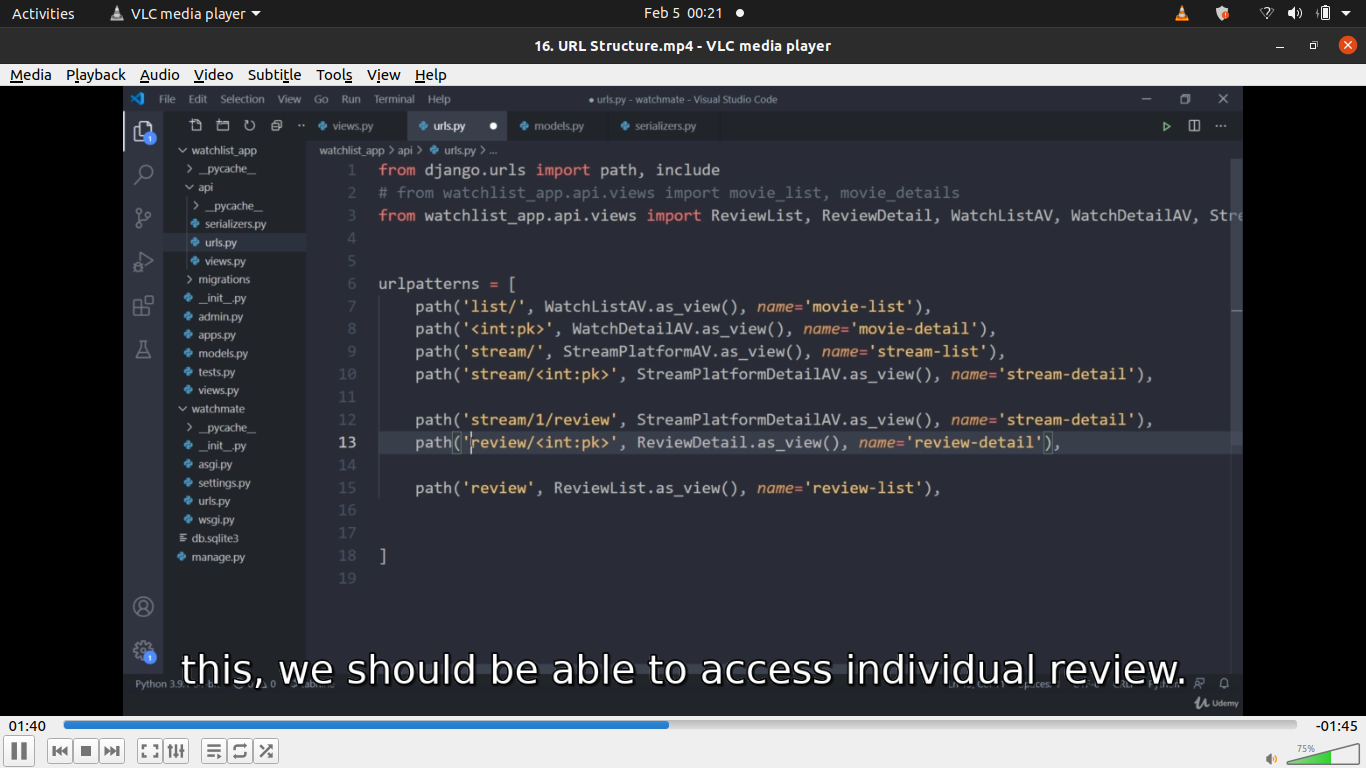 Activities VLC media player Feb 5 00:21
16. URL Structure.mp4 - VLC media player
Media Playback Audio Video Subtitle Tools View Help
File Edit Selection View Go Run Terminal Help ● urls.py - watchmate - Visual Studio Code
views.py urls.py models.py serializers.py
watchlist_app > api > urls.py > ...
watchlist_app
__pycache__
api
__pycache__
serializers.py
urls.py
views.py
migrations
__init__.py
admin.py
apps.py
models.py
tests.py
views.py
watchmate
__pycache__
__init__.py
asgi.py
settings.py
urls.py
wsgi.py
db.sqlite3
manage.py
1
1
1 from django.urls import path, include
2 # from watchlist_app.api.views import movie_list, movie_details
3 from watchlist_app.api.views import ReviewList, ReviewDetail, WatchListAV, WatchDetailAV, Stre
4
5
6 urlpatterns = [
7 path('list/', WatchListAV.as_view(), name='movie-list'),
8 path('<int:pk>', WatchDetailAV.as_view(), name='movie-detail'),
9 path('stream/', StreamPlatformAV.as_view(), name='stream-list'),
10 path('stream/<int:pk>', StreamPlatformDetailAV.as_view(), name='stream-detail'),
11
12 path('stream/1/review', StreamPlatformDetailAV.as_view(), name='stream-detail'),
13 path('review/<int:pk>', ReviewDetail.as_view(), name='review-detail'),
14
15 path('review', ReviewList.as_view(), name='review-list'),
16
17
18 ]
19
this, we should be able to access individual review.
Python
Udemy
01:40 -01:45
75%